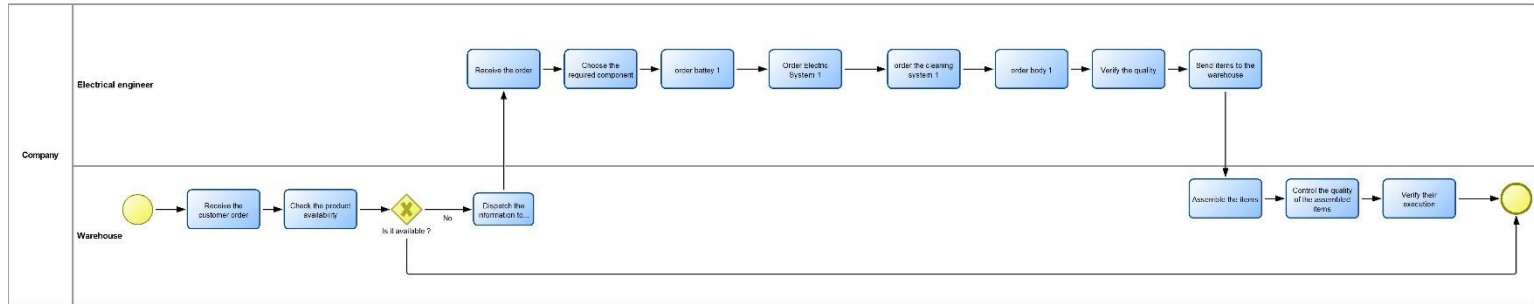 Company
Electrical engineer
Receive the order
Choose the
required component
order battey 1
Order Electric
System 1
order the cleaning
system 1
order body 1
Verify the quality
Send items to the
warehouse
Warehouse
Receive the
customer order
Check the product
availability
Is it available ?
No
Dispatch the
information to...
Assemble the items
Control the quality
of the assembled
items
Verify their
execution